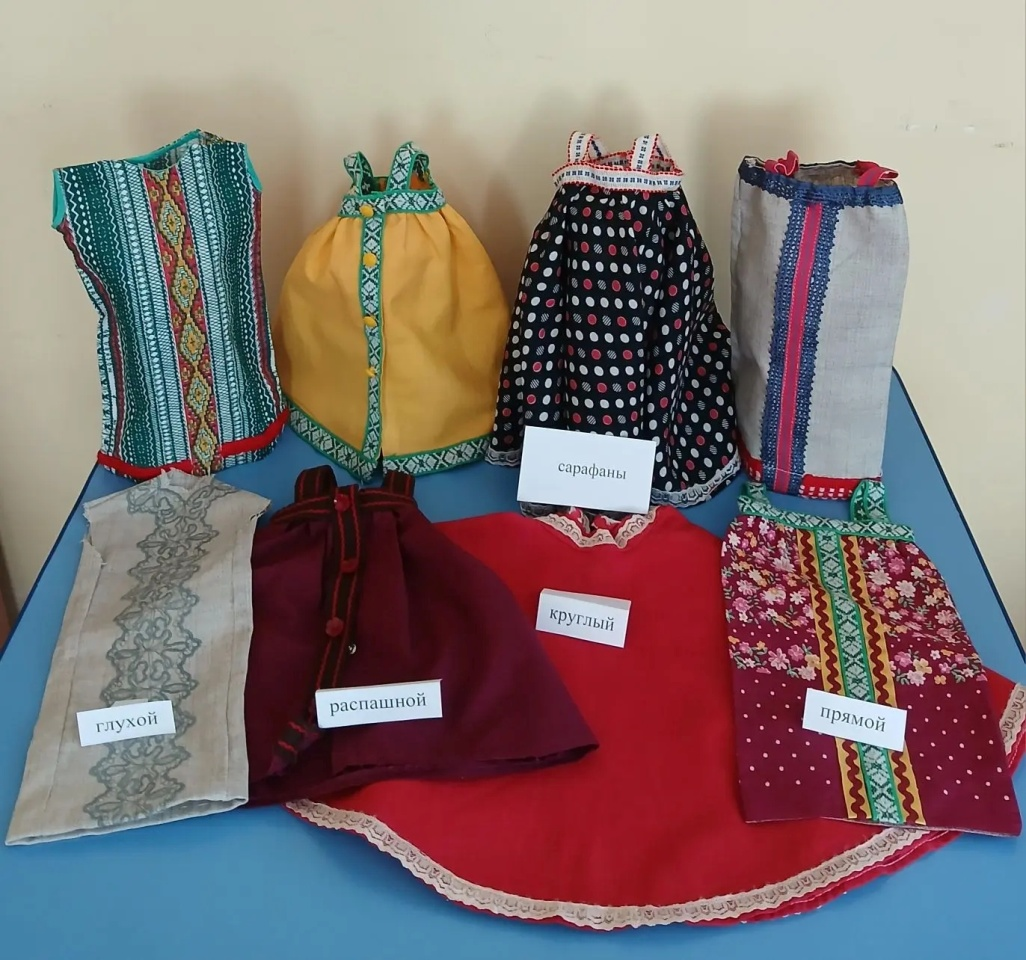 сарафаны
круглый
глухой
распашной
прямой